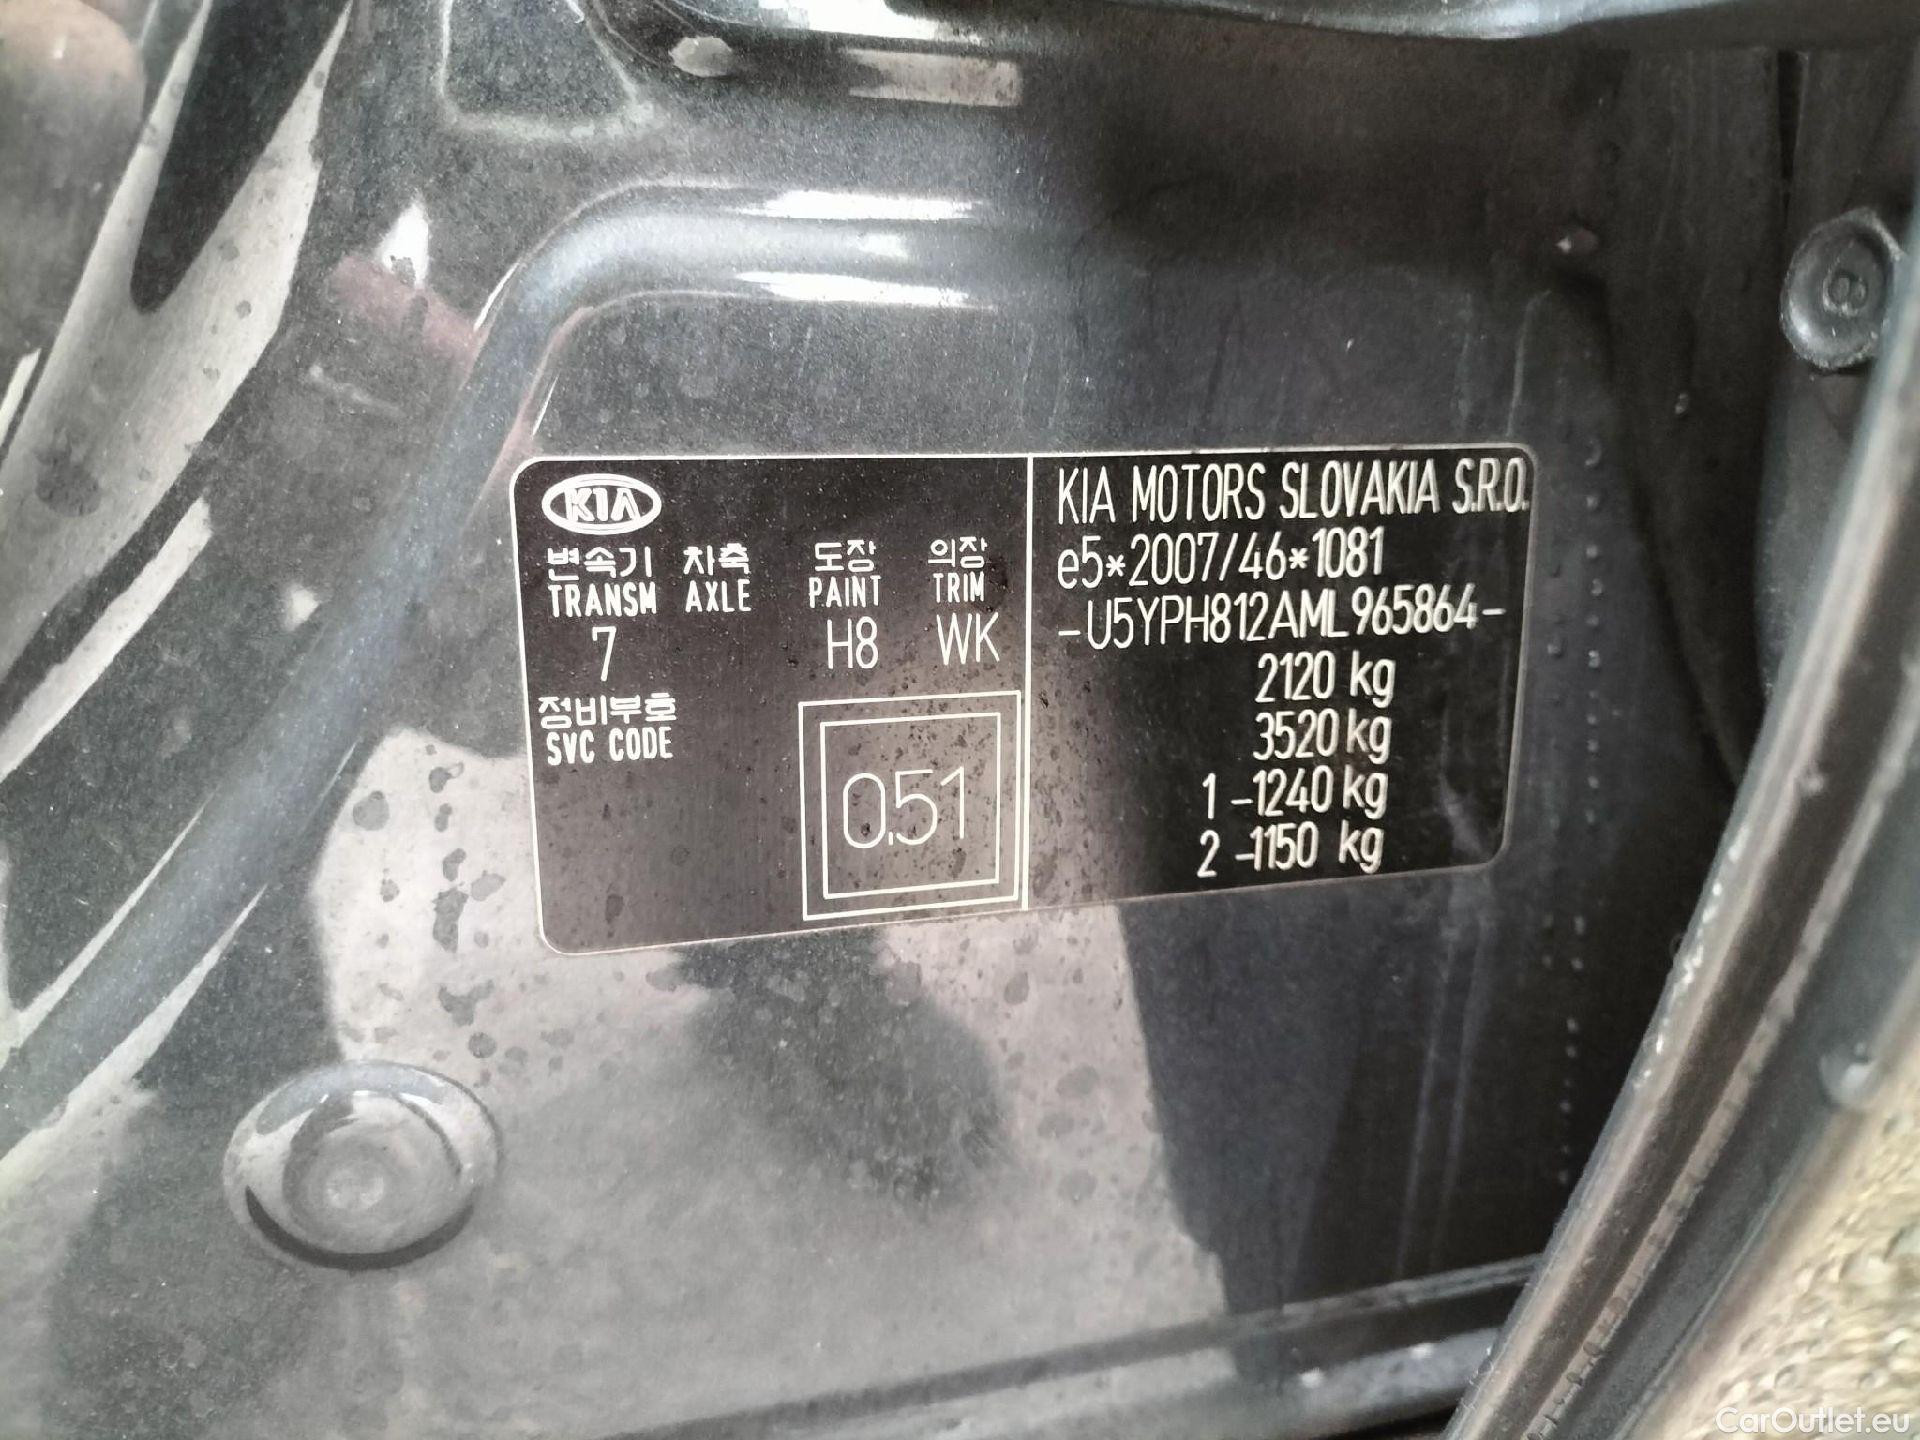 KIA
변속기 차축 도장 의장
TRANSM AXLE PAINT TRIM
7 H8 WK
정비부호
SVC CODE
0.51
KIA MOTORS SLOVAKIA S.R.O.
e5*2007/46*1081
-U5YPH812AML965864-
2120 kg
3520 kg
1 -1240 kg
2 -1150 kg
8
CarOutlet.eu